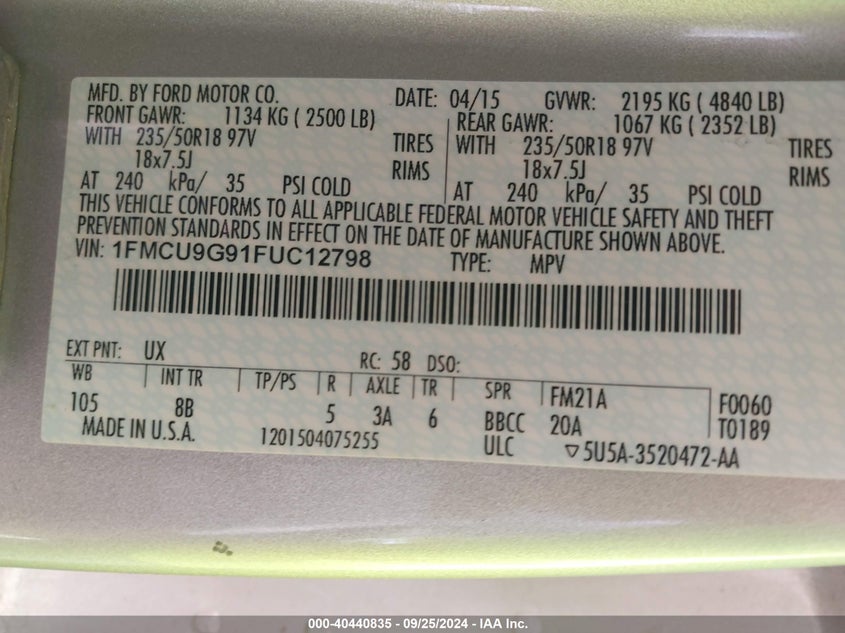 MFD. BY FORD MOTOR CO. DATE: 04/15 GVWR: 2195 KG ( 4840 LB)
FRONT GAWR: 1134 KG ( 2500 LB) REAR GAWR: 1067 KG ( 2352 LB)
WITH 235/50R18 97V TIRES WITH 235/50R18 97V TIRES
18x7.5J RIMS 18x7.5J RIMS
AT 240 kPa/ 35 PSI COLD AT 240 kPa/ 35 PSI COLD
THIS VEHICLE CONFORMS TO ALL APPLICABLE FEDERAL MOTOR VEHICLE SAFETY AND THEFT
PREVENTION STANDARDS IN EFFECT ON THE DATE OF MANUFACTURE SHOWN ABOVE.
VIN: 1FMCU9G91FUC12798 TYPE: MPV
EXT PNT: UX RC: 58 DSO:
WB INT TR TP/PS R AXLE TR SPR FM21A F0060
105 8B 5 3A 6 BBCC 20A T0189
MADE IN U.S.A. 1201504075255 ULC ▽5U5A-3520472-AA
000-40440835 - 09/25/2024 - IAA Inc.